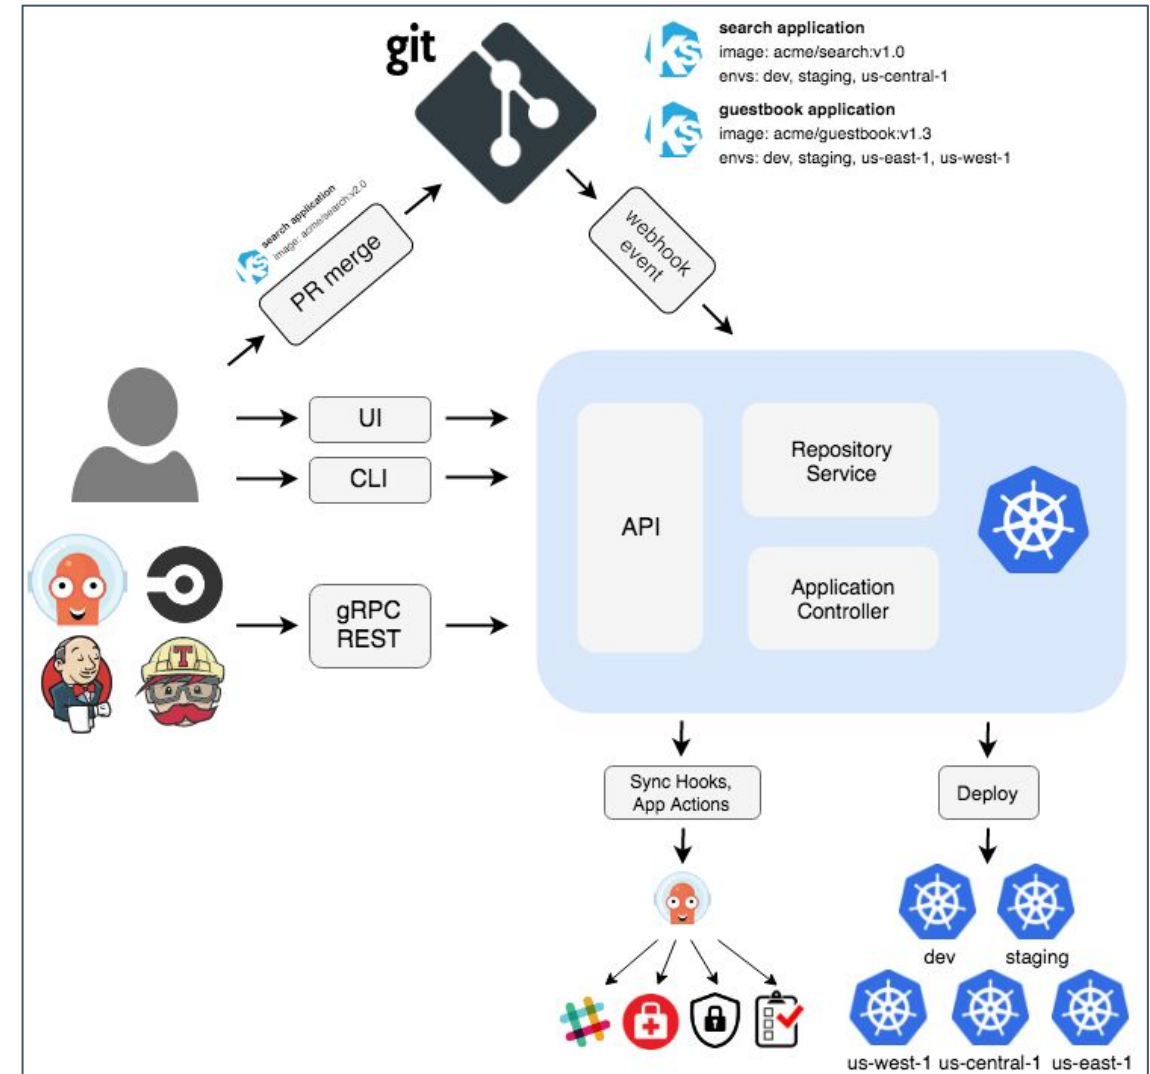 git
search application
image: acme/search:v1.0
envs: dev, staging, us-central-1
guestbook application
image: acme/guestbook:v1.3
envs: dev, staging, us-east-1, us-west-1
Ks
Ks
search application
image: acme/search:v2.0
Ks
PR merge
webhook
event
UI
CLI
gRPC
REST
T
API
Repository
Service
Application
Controller
Sync Hooks,
App Actions
Deploy
dev
staging
us-west-1
us-central-1
us-east-1